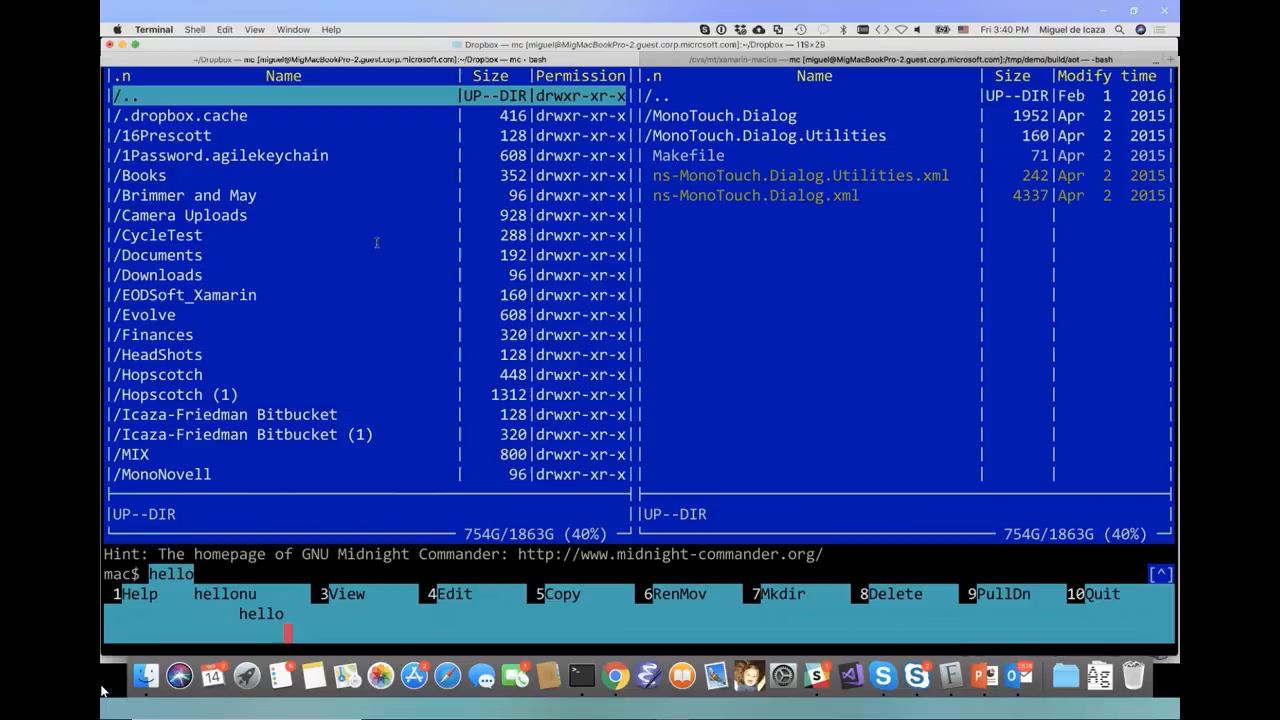 Terminal Shell Edit View Window Help Fri 3:40 PM Miguel de Icaza
Dropbox — mc [miguel@MigMacBookPro-2.guest.corp.microsoft.com]:~/Dropbox — 119×29
~/Dropbox — mc [miguel@MigMacBookPro-2.guest.corp.microsoft.com]:~/Dropbox — mc • bash
/cvs/mt/xamarin-macios — mc [miguel@MigMacBookPro-2.guest.corp.microsoft.com]:/tmp/demo/build/aot — -bash ... +
|.n Name |Size |Permission||.n Name |Size |Modify time
|/.. |UP--DIR|drwxr-xr-x||/.. |UP--DIR|Feb 1 2016|
|/.dropbox.cache | 416|drwxr-xr-x||/MonoTouch.Dialog | 1952|Apr 2 2015|
|/16Prescott | 128|drwxr-xr-x||/MonoTouch.Dialog.Utilities | 160|Apr 2 2015|
|/1Password.agilekeychain | 608|drwxr-xr-x|| Makefile | 71|Apr 2 2015|
|/Books | 352|drwxr-xr-x|| ns-MonoTouch.Dialog.Utilities.xml | 242|Apr 2 2015|
|/Brimmer and May | 96|drwxr-xr-x|| ns-MonoTouch.Dialog.xml | 4337|Apr 2 2015|
|/Camera Uploads | 928|drwxr-xr-x||
|/CycleTest | 288|drwxr-xr-x||
|/Documents | 192|drwxr-xr-x||
|/Downloads | 96|drwxr-xr-x||
|/EODSoft_Xamarin | 160|drwxr-xr-x||
|/Evolve | 608|drwxr-xr-x||
|/Finances | 320|drwxr-xr-x||
|/HeadShots | 128|drwxr-xr-x||
|/Hopscotch | 448|drwxr-xr-x||
|/Hopscotch (1) | 1312|drwxr-xr-x||
|/Icaza-Friedman Bitbucket | 128|drwxr-xr-x||
|/Icaza-Friedman Bitbucket (1) | 320|drwxr-xr-x||
|/MIX | 800|drwxr-xr-x||
|/MonoNovell | 96|drwxr-xr-x||
|UP--DIR ||UP--DIR
754G/1863G (40%) 754G/1863G (40%)
Hint: The homepage of GNU Midnight Commander: http://www.midnight-commander.org/
mac$ hello [^]
1Help hellonu 3View 4Edit 5Copy 6RenMov 7Mkdir 8Delete 9PullDn 10Quit
hello